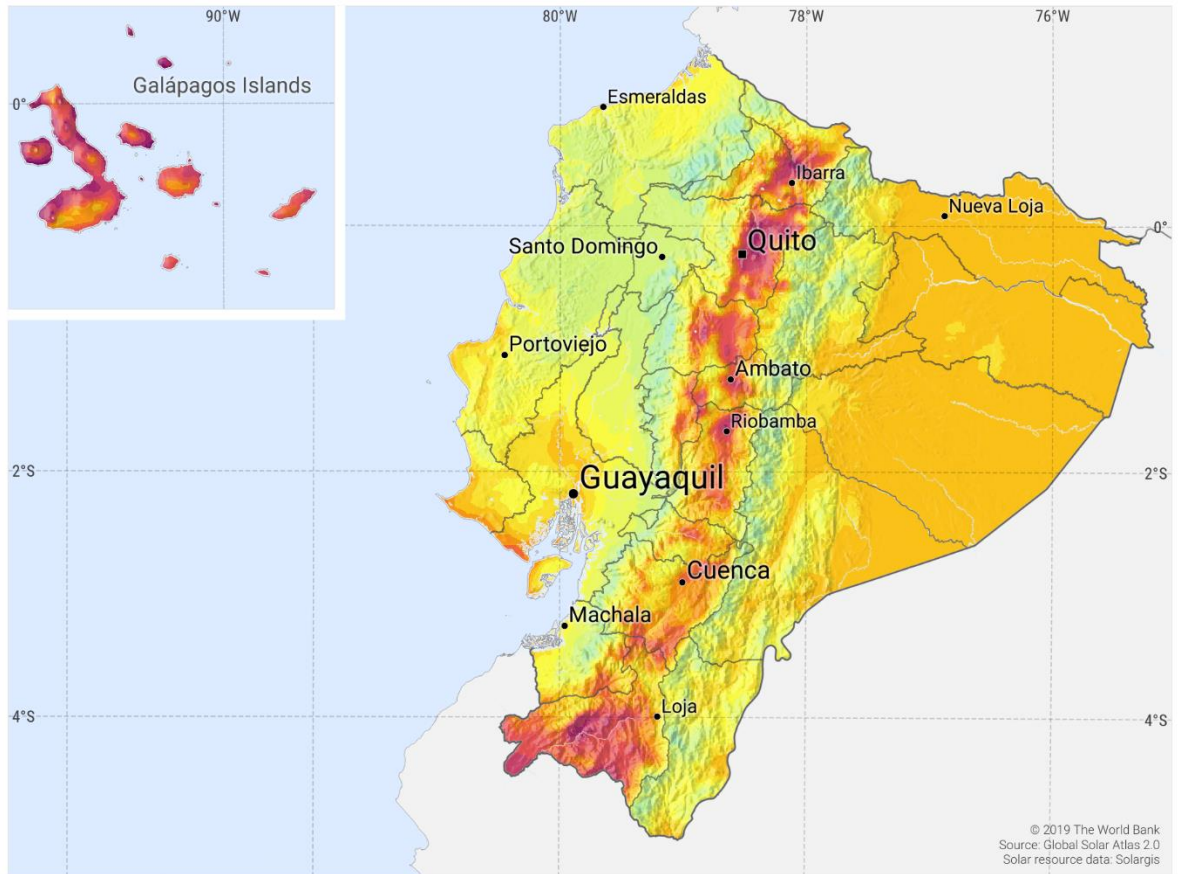 90°W
80°W
78°W
76°W
Galápagos Islands
0°
Esmeraldas
Ibarra
Nueva Loja
0°
Santo Domingo
Quito
Portoviejo
Ambato
Riobamba
2°S
Guayaquil
2°S
Cuenca
Machala
Loja
4°S
4°S
© 2019 The World Bank
Source: Global Solar Atlas 2.0
Solar resource data: Solargis